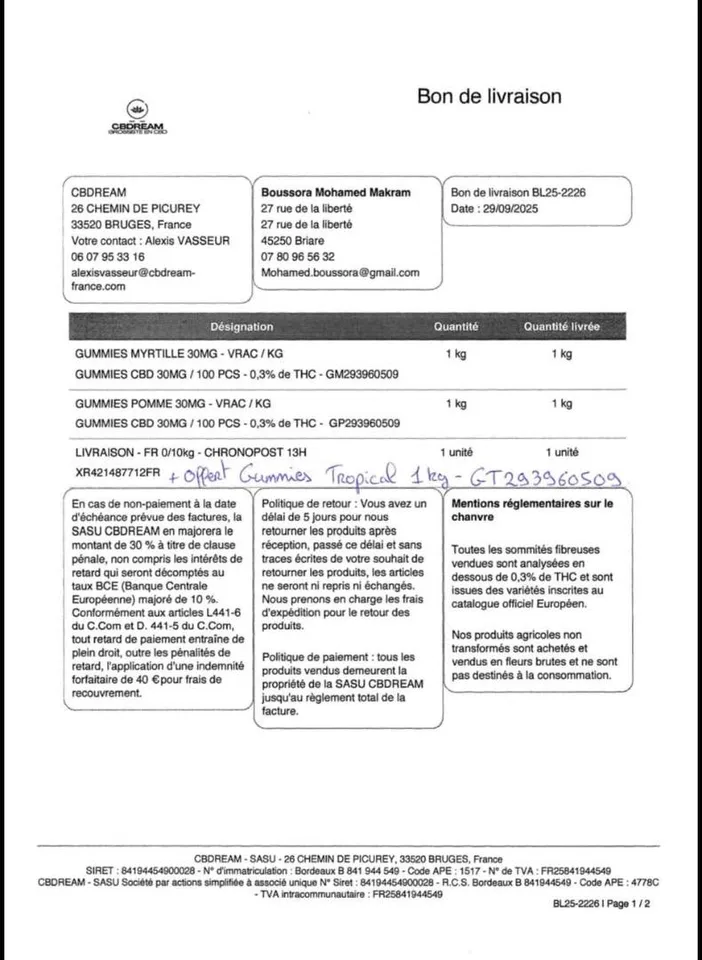 Bon de livraison
CBDREAM
GROSSISTE EN CBD
CBDREAM
26 CHEMIN DE PICUREY
33520 BRUGES, France
Votre contact : Alexis VASSEUR
06 07 95 33 16
alexisvasseur@cbdream-
france.com
Boussora Mohamed Makram
27 rue de la liberté
27 rue de la liberté
45250 Briare
07 80 96 56 32
Mohamed.boussora@gmail.com
Bon de livraison BL25-2226
Date : 29/09/2025
Désignation Quantité Quantité livrée
GUMMIES MYRTILLE 30MG - VRAC / KG 1 kg 1 kg
GUMMIES CBD 30MG / 100 PCS - 0,3% de THC - GM293960509
GUMMIES POMME 30MG - VRAC / KG 1 kg 1 kg
GUMMIES CBD 30MG / 100 PCS - 0,3% de THC - GP293960509
LIVRAISON - FR 0/10kg - CHRONOPOST 13H 1 unité 1 unité
XR421487712FR + Offert Gummies Tropical 1kg - GT293960509
En cas de non-paiement à la date
d'échéance prévue des factures, la
SASU CBDREAM en majorera le
montant de 30 % à titre de clause
pénale, non compris les intérêts de
retard qui seront décomptés au
taux BCE (Banque Centrale
Européenne) majoré de 10 %.
Conformément aux articles L441-6
du C.Com et D. 441-5 du C.Com,
tout retard de paiement entraîne de
plein droit, outre les pénalités de
retard, l'application d'une indemnité
forfaitaire de 40 €pour frais de
recouvrement.
Politique de retour : Vous avez un
délai de 5 jours pour nous
retourner les produits après
réception, passé ce délai et sans
traces écrites de votre souhait de
retourner les produits, les articles
ne seront ni repris ni échangés.
Nous prenons en charge les frais
d'expédition pour le retour des
produits.
Politique de paiement : tous les
produits vendus demeurent la
propriété de la SASU CBDREAM
jusqu'au règlement total de la
facture.
Mentions réglementaires sur le
chanvre
Toutes les sommités fibreuses
vendues sont analysées en
dessous de 0,3% de THC et sont
issues des variétés inscrites au
catalogue officiel Européen.
Nos produits agricoles non
transformés sont achetés et
vendus en fleurs brutes et ne sont
pas destinés à la consommation.
CBDREAM - SASU - 26 CHEMIN DE PICUREY, 33520 BRUGES, France
SIRET : 84194454900028 - N° d'immatriculation : Bordeaux B 841 944 549 - Code APE : 1517 - N° de TVA : FR25841944549
CBDREAM - SASU Société par actions simplifiée à associé unique N° Siret : 84194454900028 - R.C.S. Bordeaux B 841944549 - Code APE : 4778C
- TVA intracommunautaire : FR25841944549
BL25-2226 I Page 1 / 2